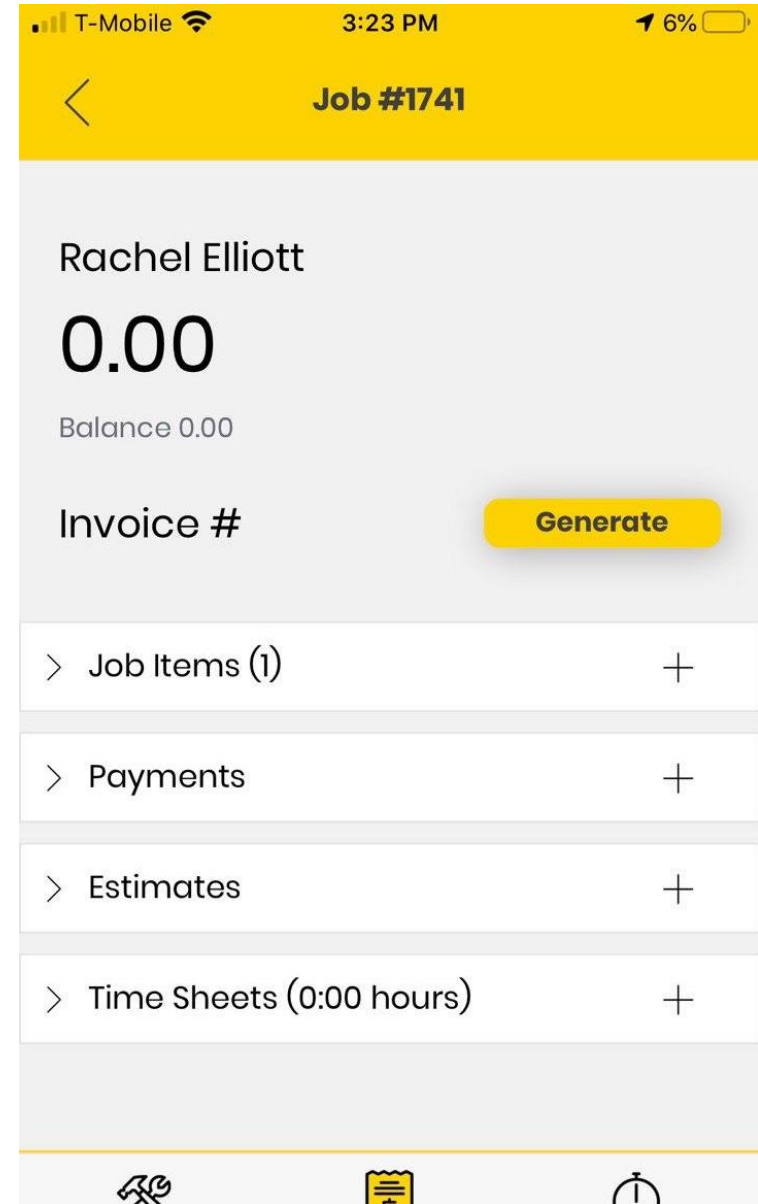 T-Mobile 3:23 PM 6%
Job #1741
Rachel Elliott
0.00
Balance 0.00
Invoice # Generate
Job Items (1)
Payments
Estimates
Time Sheets (0:00 hours)